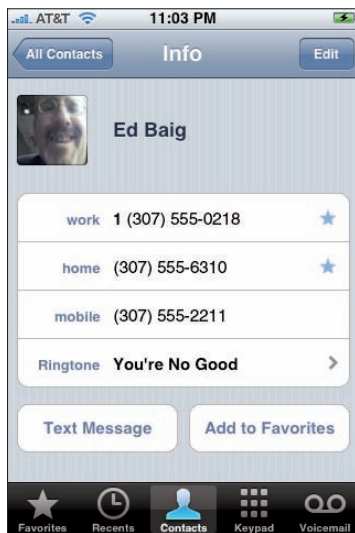 AT&T 11:03 PM
All Contacts Info Edit
Ed Baig
work 1 (307) 555-0218
home (307) 555-6310
mobile (307) 555-2211
Ringtone You're No Good
Text Message Add to Favorites
Favorites Recents Contacts Keypad Voicemail